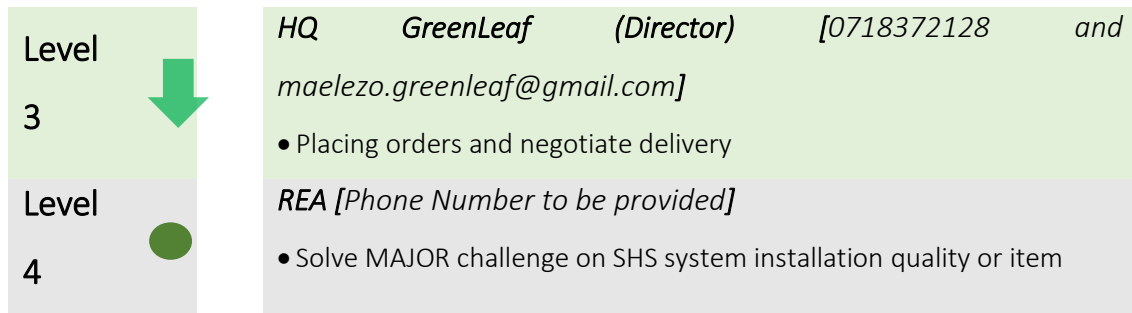 Level
3
HQ GreenLeaf (Director) [0718372128 and
maelezo.greenleaf@gmail.com]
• Placing orders and negotiate delivery
Level
4
REA [Phone Number to be provided]
• Solve MAJOR challenge on SHS system installation quality or item